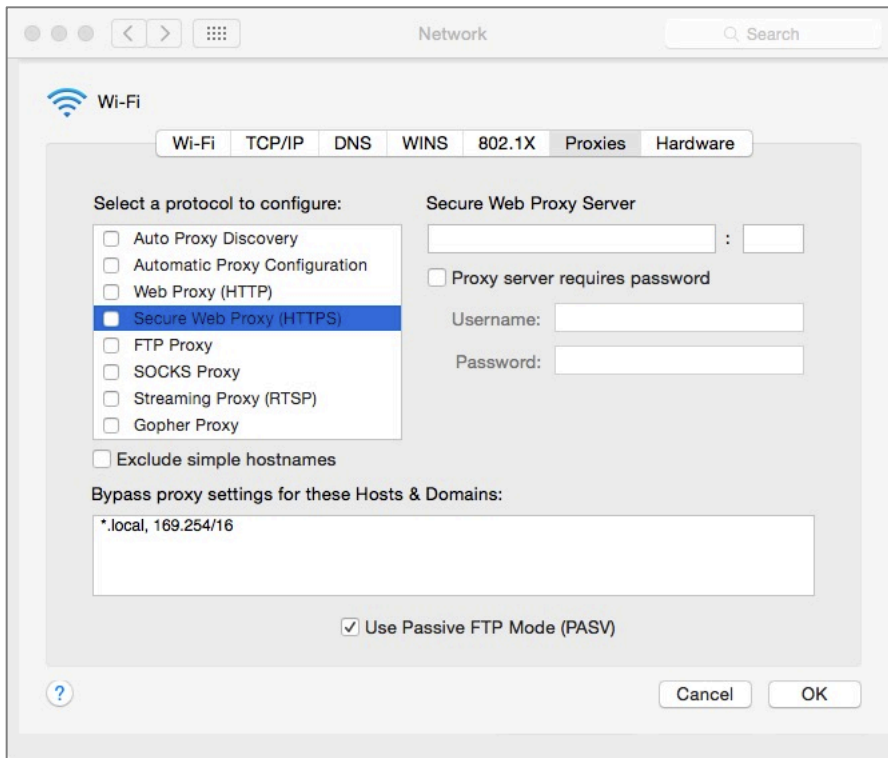 Network
Search
Wi-Fi
Wi-Fi TCP/IP DNS WINS 802.1X Proxies Hardware
Select a protocol to configure:
Auto Proxy Discovery
Automatic Proxy Configuration
Web Proxy (HTTP)
Secure Web Proxy (HTTPS)
FTP Proxy
SOCKS Proxy
Streaming Proxy (RTSP)
Gopher Proxy
Exclude simple hostnames
Secure Web Proxy Server
:
Proxy server requires password
Username:
Password:
Bypass proxy settings for these Hosts & Domains:
*.local, 169.254/16
Use Passive FTP Mode (PASV)
?
Cancel
OK